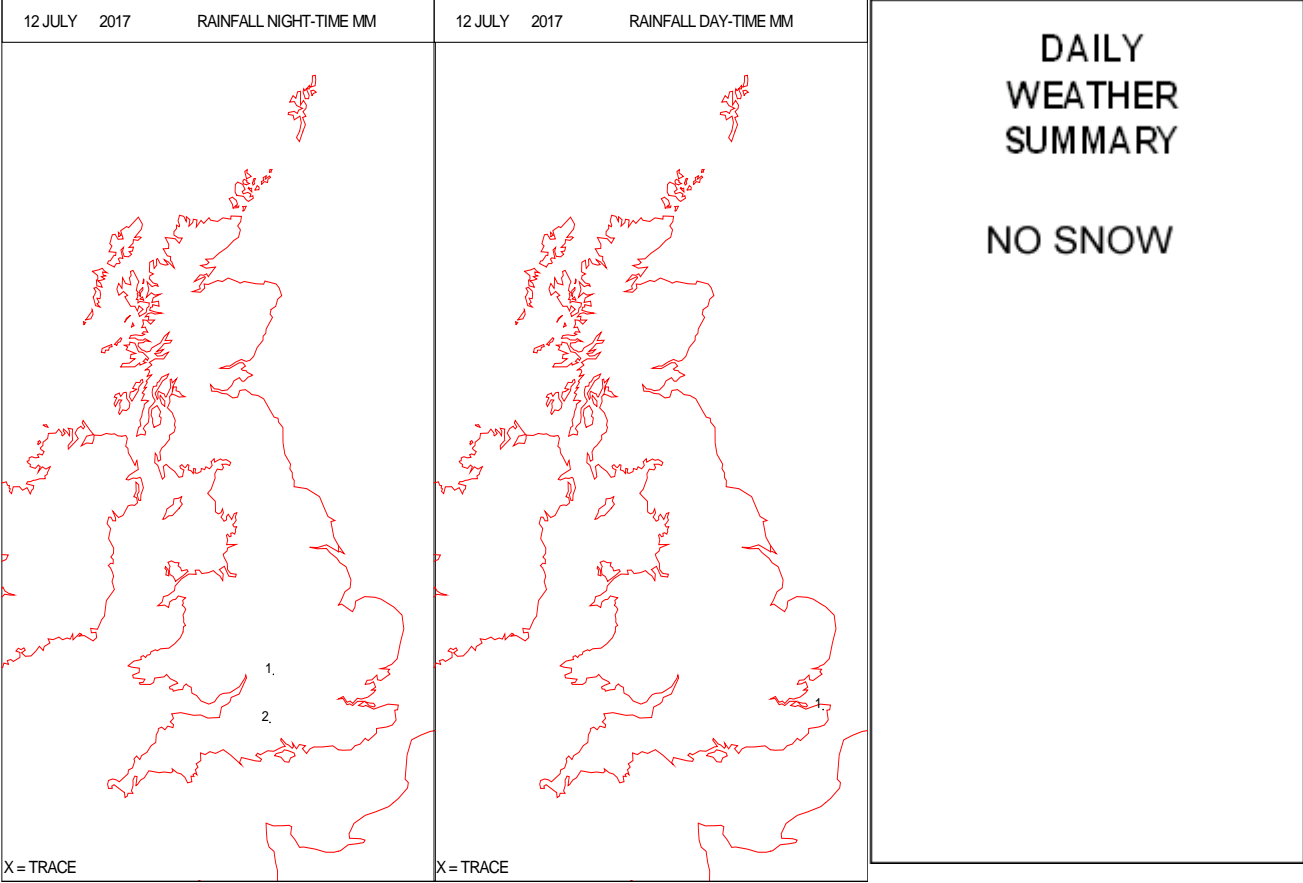 12 JULY 2017 RAINFALL NIGHT-TIME MM
1.
2.
X = TRACE
12 JULY 2017 RAINFALL DAY-TIME MM
1.
X = TRACE
DAILY
WEATHER
SUMMARY
NO SNOW